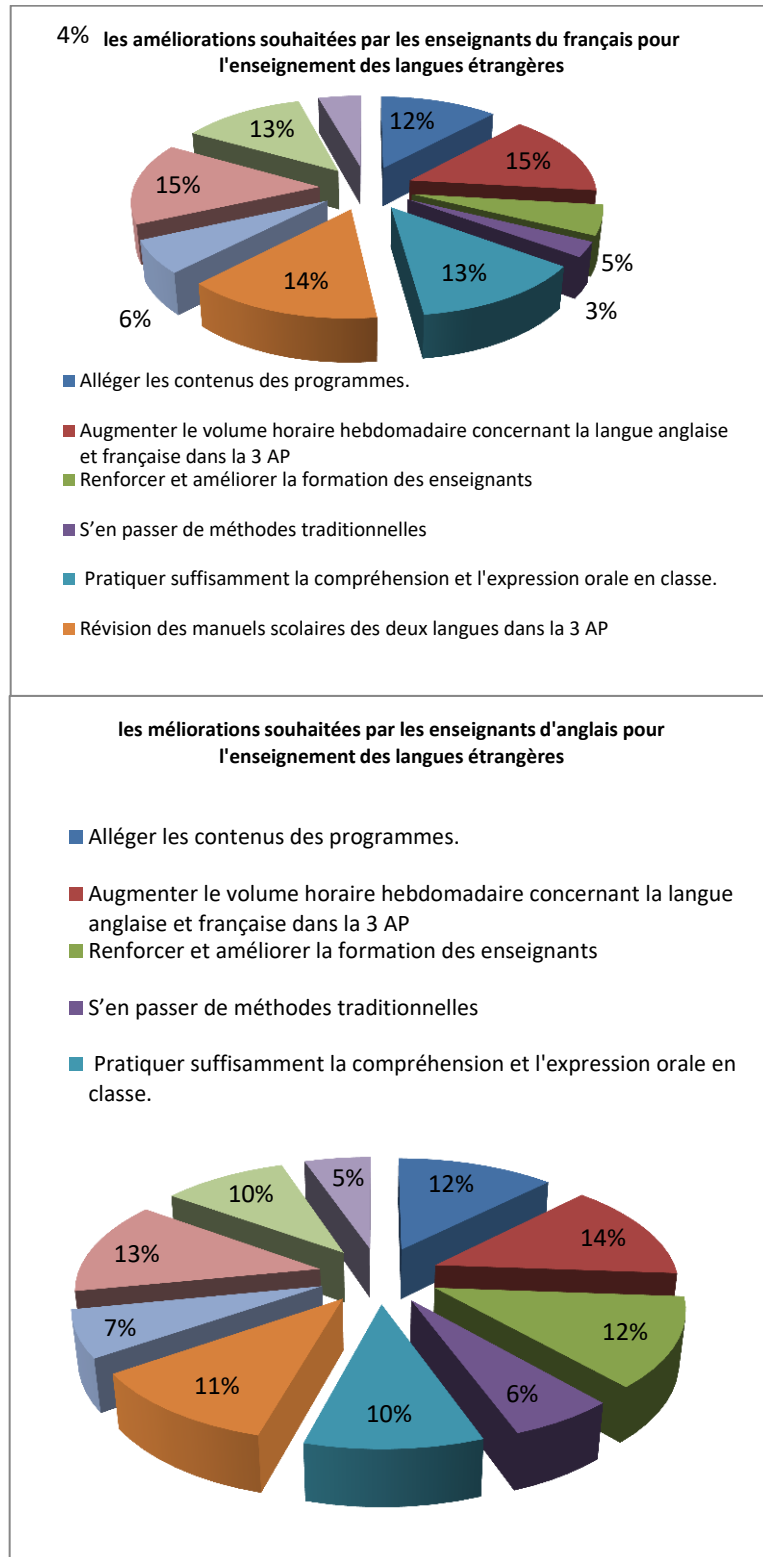 4% les améliorations souhaitées par les enseignants du français pour
l'enseignement des langues étrangères
12%
15%
5%
3%
13%
14%
6%
15%
13%
Alléger les contenus des programmes.
Augmenter le volume horaire hebdomadaire concernant la langue anglaise
et française dans la 3 AP
Renforcer et améliorer la formation des enseignants
S’en passer de méthodes traditionnelles
Pratiquer suffisamment la compréhension et l'expression orale en classe.
Révision des manuels scolaires des deux langues dans la 3 AP
les méliorations souhaitées par les enseignants d'anglais pour
l'enseignement des langues étrangères
Alléger les contenus des programmes.
Augmenter le volume horaire hebdomadaire concernant la langue
anglaise et française dans la 3 AP
Renforcer et améliorer la formation des enseignants
S’en passer de méthodes traditionnelles
Pratiquer suffisamment la compréhension et l'expression orale en
classe.
12%
14%
12%
6%
10%
11%
7%
13%
10%
5%